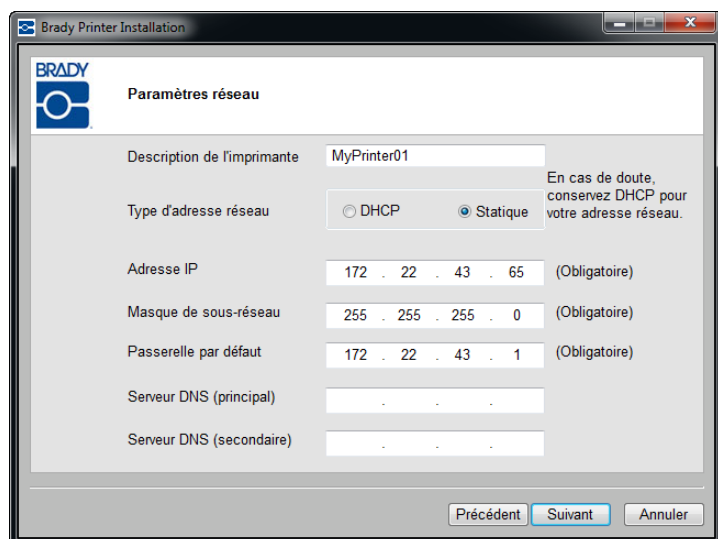 Brady Printer Installation
BRADY
Paramètres réseau
Description de l'imprimante MyPrinter01
En cas de doute,
conservez DHCP pour
votre adresse réseau.
Type d'adresse réseau DHCP Statique
Adresse IP 172 . 22 . 43 . 65 (Obligatoire)
Masque de sous-réseau 255 . 255 . 255 . 0 (Obligatoire)
Passerelle par défaut 172 . 22 . 43 . 1 (Obligatoire)
Serveur DNS (principal) . . .
Serveur DNS (secondaire) . . .
Précédent Suivant Annuler